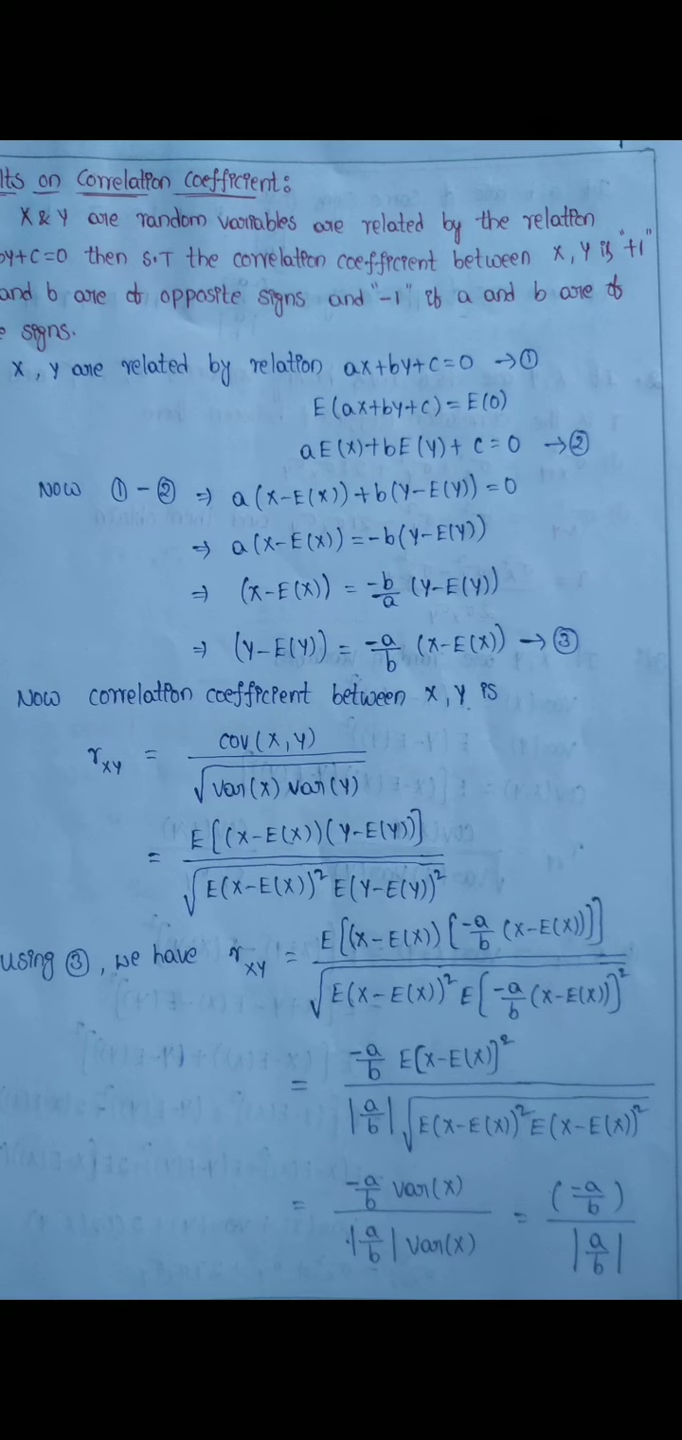 lts on Correlation Coefficient:
X & Y are random variables are related by the relation
by+c=0 then S.T the correlation coefficient between X, Y is "+1"
and b are of opposite signs and "-1" if a and b are of
e signs.
X, Y are related by relation ax+by+c=0 → ①
E(ax+by+c) = E(0)
aE(X)+bE(Y)+ c = 0 → ②
Now ① - ② ⇒ a(X-E(X))+b(Y-E(Y)) = 0
⇒ a(X-E(X)) = -b(Y-E(Y))
⇒ (X-E(X)) = -b/a (Y-E(Y))
⇒ (Y-E(Y)) = -a/b (X-E(X)) → ③
Now correlation coefficient between X, Y is
r_XY = cov(X,Y) / √var(X) var(Y)
= E[(X-E(X))(Y-E(Y))] / √E(X-E(X))² E(Y-E(Y))²
using ③, we have r_XY = E[(X-E(X))[-a/b (X-E(X))]] / √E(X-E(X))² E[-a/b (X-E(X))]²
= -a/b E[X-E(X)]² / |a/b| √E(X-E(X))² E(X-E(X))²
= -a/b var(X) / |a/b| var(X) = (-a/b) / |a/b|